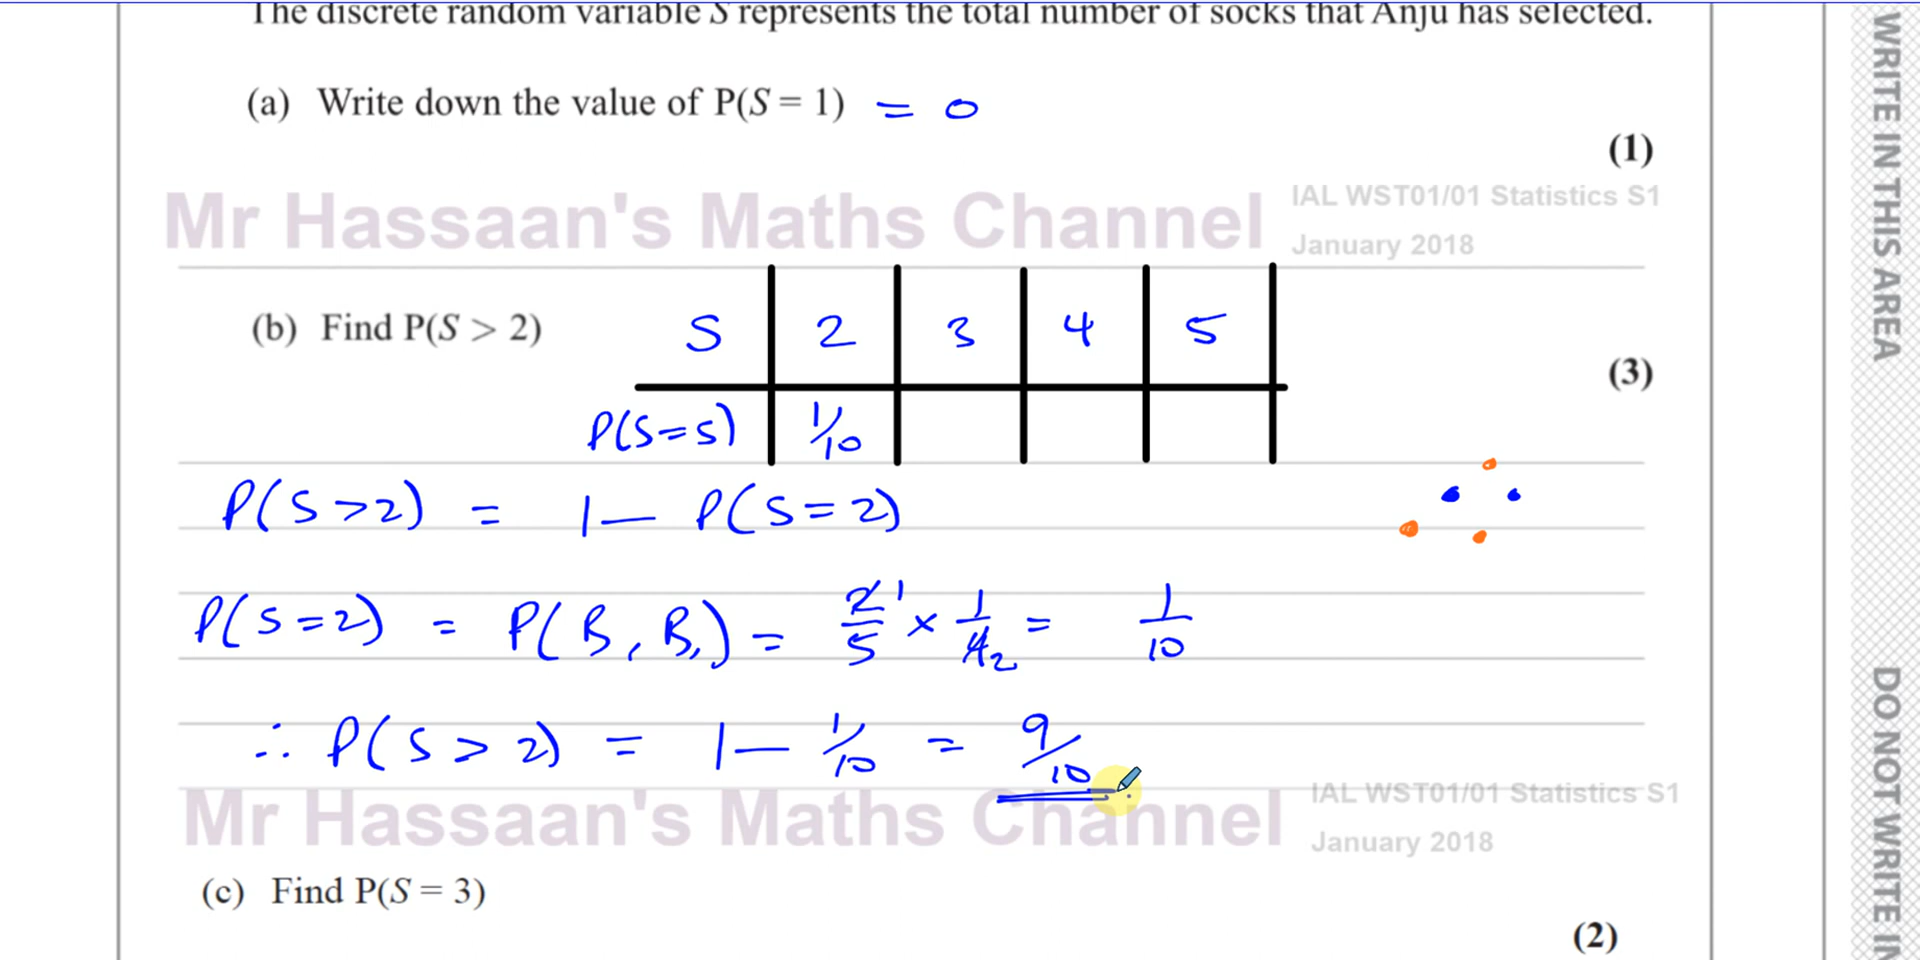 The discrete random variable S represents the total number of socks that Anju has selected.
(a) Write down the value of P(S = 1) = 0
(1)
Mr Hassaan's Maths Channel
IAL WST01/01 Statistics S1
January 2018
(b) Find P(S > 2)
S 2 3 4 5
(3)
P(S=s) 1/10
P(S>2) = 1 – P(S=2)
P(S=2) = P(B, B,) = 2/5 1 × 1/4 2 = 1/10
∴ P(S > 2) = 1 – 1/10 = 9/10
Mr Hassaan's Maths Channel
IAL WST01/01 Statistics S1
January 2018
(c) Find P(S = 3)
(2)
WRITE IN THIS AREA
DO NOT WRITE IN